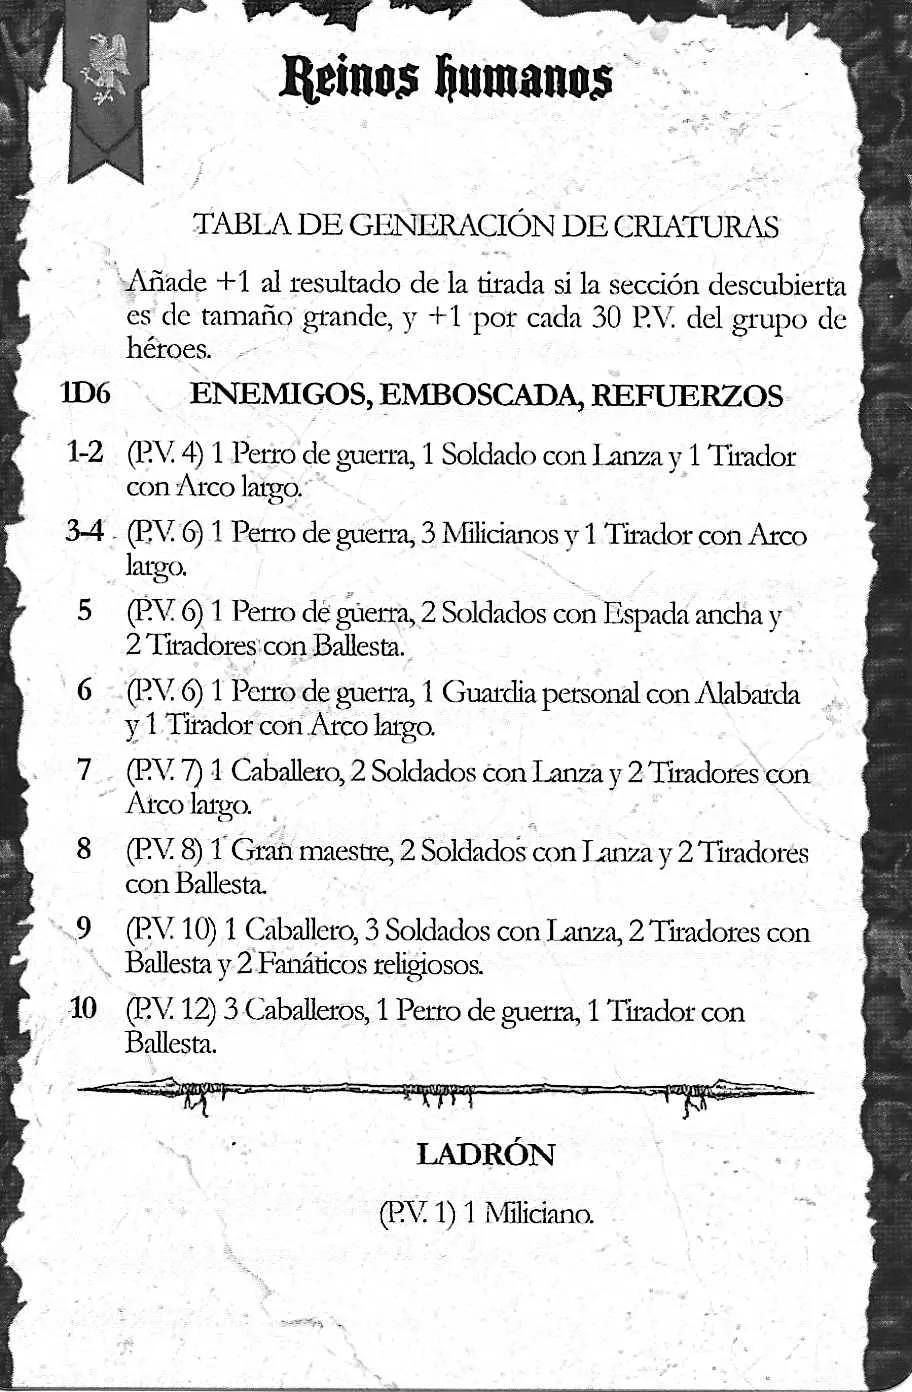 Reinos humanos
TABLA DE GENERACIÓN DE CRIATURAS
Añade +1 al resultado de la tirada si la sección descubierta
es de tamaño grande, y +1 por cada 30 P.V. del grupo de
héroes.
1D6 ENEMIGOS, EMBOSCADA, REFUERZOS
1-2 (P.V. 4) 1 Perro de guerra, 1 Soldado con Lanza y 1 Tirador
con Arco largo.
3-4 (P.V. 6) 1 Perro de guerra, 3 Milicianos y 1 Tirador con Arco
largo.
5 (P.V. 6) 1 Perro de guerra, 2 Soldados con Espada ancha y
2 Tiradores con Ballesta.
6 (P.V. 6) 1 Perro de guerra, 1 Guardia personal con Alabarda
y 1 Tirador con Arco largo.
7 (P.V. 7) 1 Caballero, 2 Soldados con Lanza y 2 Tiradores con
Arco largo.
8 (P.V. 8) 1 Gran maestre, 2 Soldados con Lanza y 2 Tiradores
con Ballesta.
9 (P.V. 10) 1 Caballero, 3 Soldados con Lanza, 2 Tiradores con
Ballesta y 2 Fanáticos religiosos.
10 (P.V. 12) 3 Caballeros, 1 Perro de guerra, 1 Tirador con
Ballesta.
LADRÓN
(P.V. 1) 1 Miliciano.